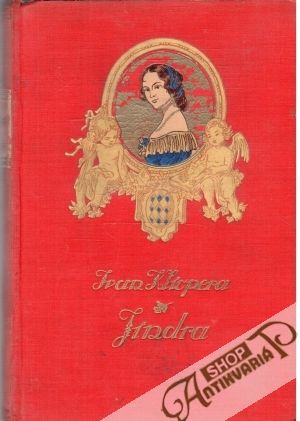 Ivan Klicpera
Jindra
SHOP
AntikvariaT